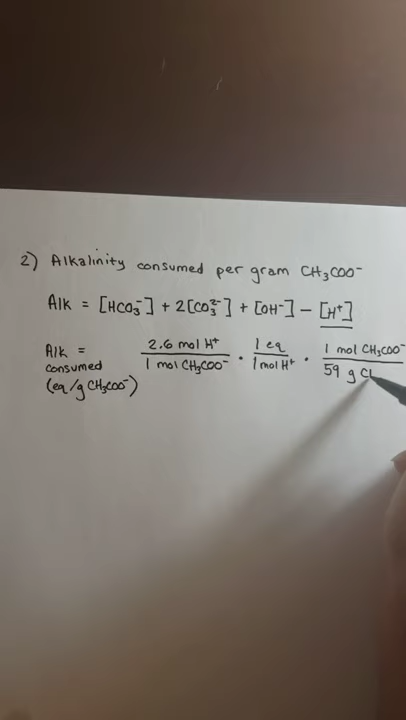 2) Alkalinity consumed per gram CH₃COO⁻
Alk = [HCO₃⁻] + 2[CO₃²⁻] + [OH⁻] − [H⁺]
Alk = 2.6 mol H⁺ / 1 mol CH₃COO⁻ · 1 eq / 1 mol H⁺ · 1 mol CH₃COO⁻ / 59 g C
consumed
(eq/g CH₃COO⁻)